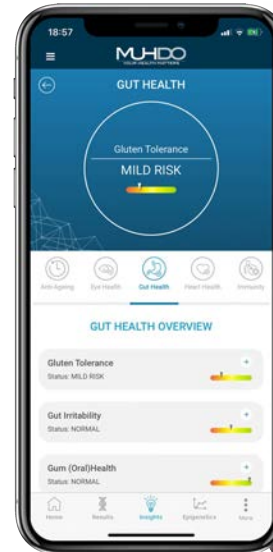 18:57
MUHDO
YOUR HEALTH MATTERS
GUT HEALTH
Gluten Tolerance
MILD RISK
Anti-Ageing Eye Health Gut Health Heart Health Immunity
GUT HEALTH OVERVIEW
Gluten Tolerance
Status: MILD RISK
Gut Irritability
Status: NORMAL
Gum (Oral)Health
Status: NORMAL
Home Results Insights Epigenetics More